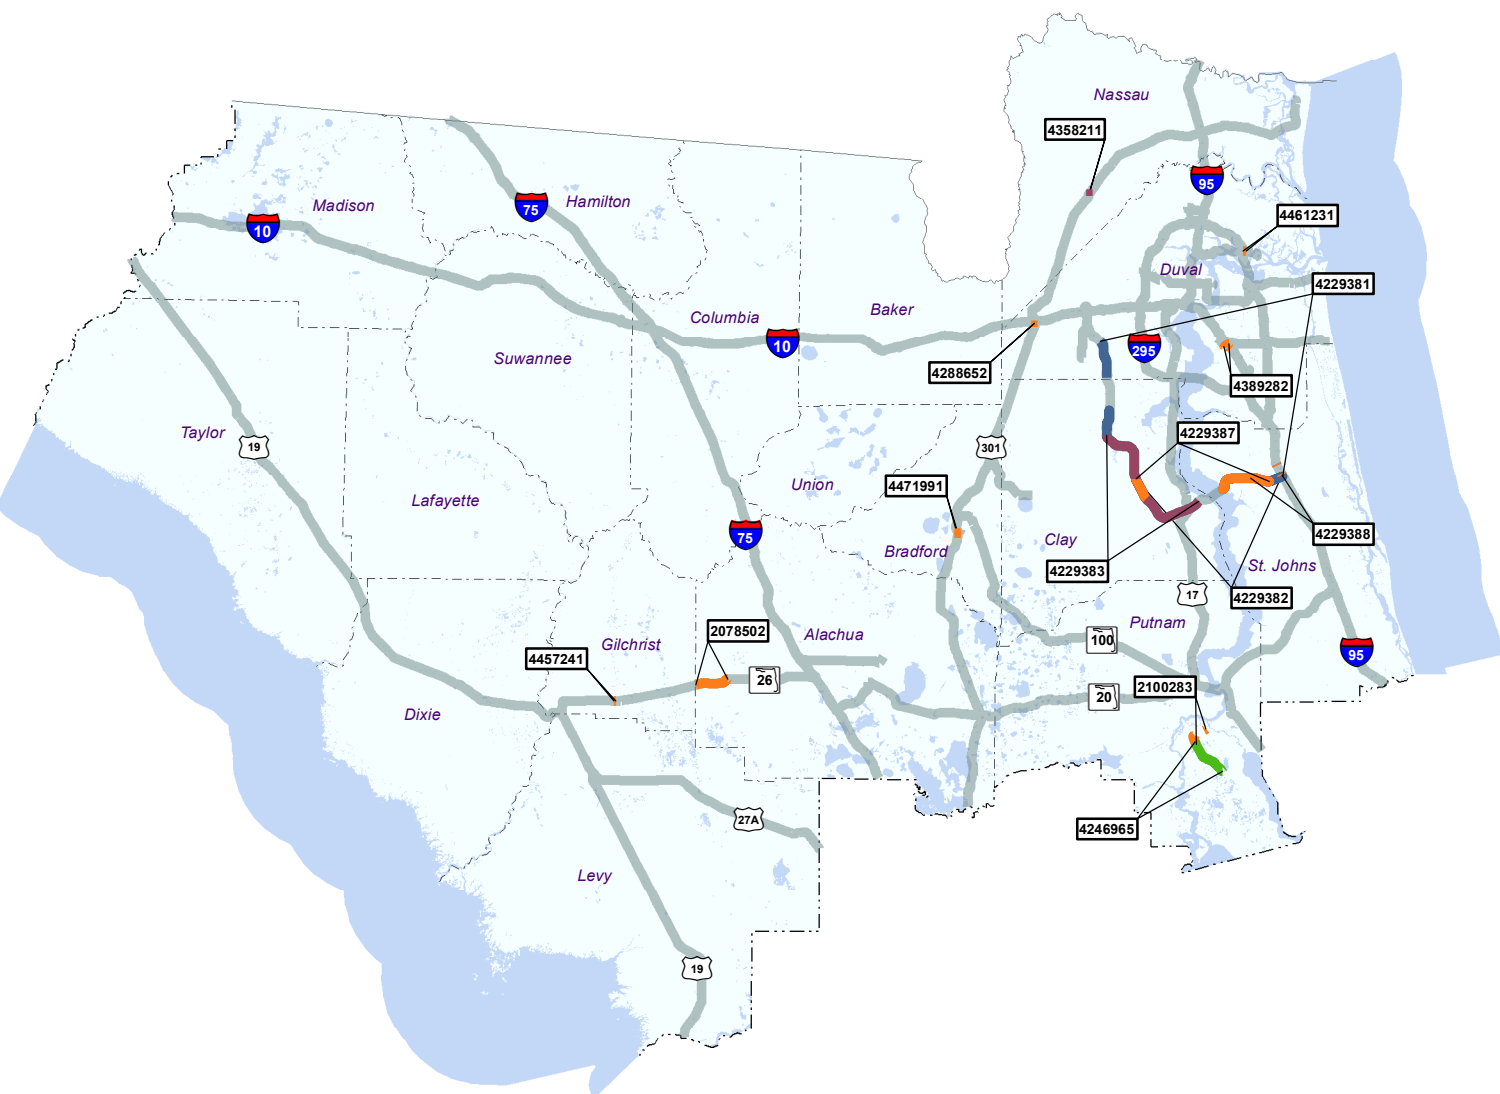 Nassau
4358211
95
75
Hamilton
Madison
4461231
10
Duval
4229381
Baker
Columbia
10
295
Suwannee
4288652
4389282
Taylor
4229387
19
301
Union
4471991
Lafayette
75
4229388
Clay
Bradford
St. Johns
4229383
17
4229382
Putnam
2078502
Alachua
100
Gilchrist
95
4457241
26
2100283
20
Dixie
27A
4246965
Levy
19